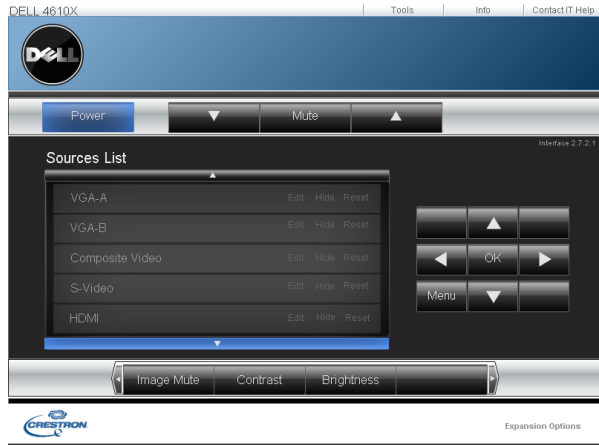 DELL 4610X
Tools Info Contact IT Help
DELL
Power Mute
Interface 2.7.2.1
Sources List
VGA-A Edit Hide Reset
VGA-B Edit Hide Reset
Composite Video Edit Hide Reset
S-Video Edit Hide Reset
HDMI Edit Hide Reset
OK
Menu
Image Mute Contrast Brightness
CRESTRON
Expansion Options